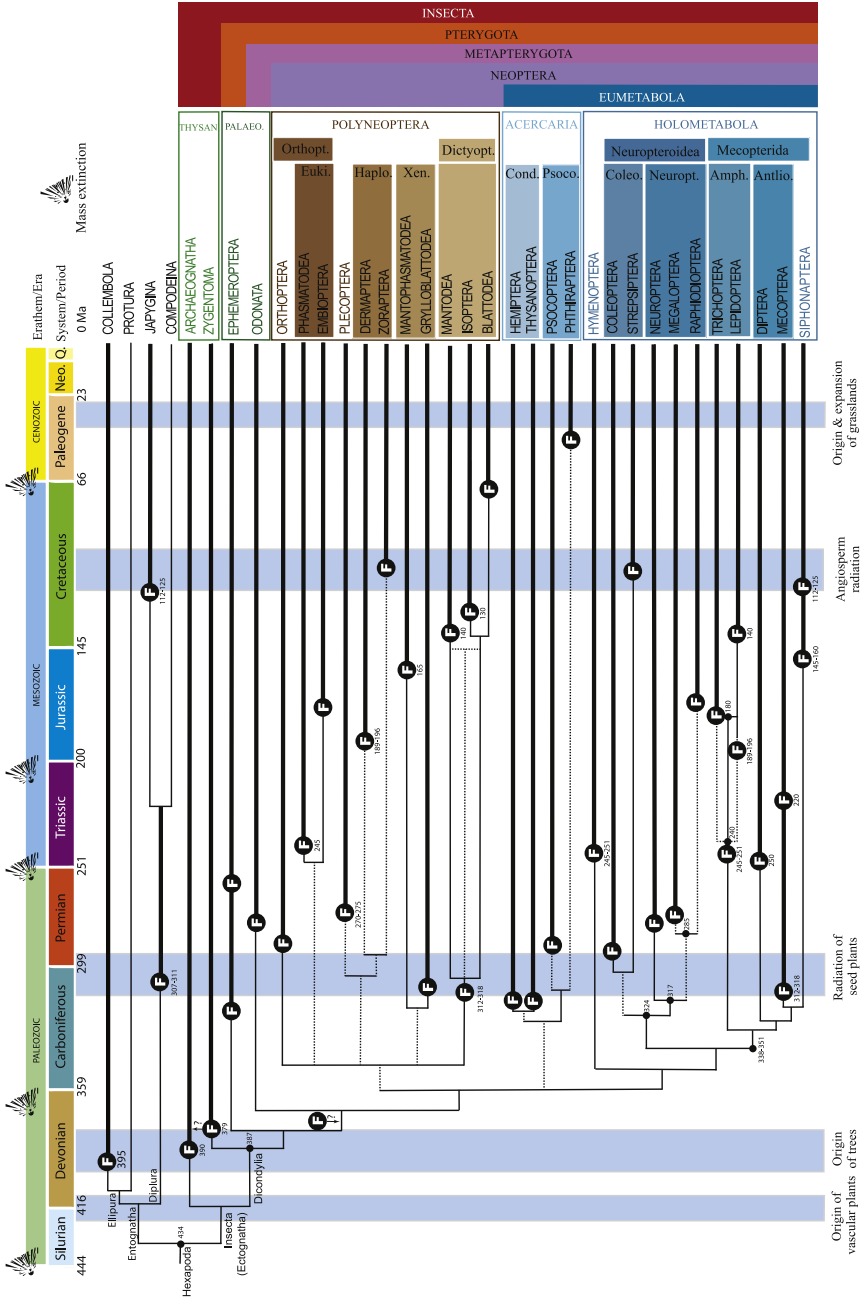 INSECTA
PTERYGOTA
METAPTERYGOTA
NEOPTERA
EUMETABOLA
THYSAN
PALAEO.
POLYNEOPTERA
ACERCARIA
HOLOMETABOLA
Orthopt.
Dictyopt.
Neuropteroidea
Mecopterida
Euki.
Haplo.
Xen.
Cond.
Psoco.
Coleo.
Neuropt.
Amph.
Antlio.
Mass extinction
Erathem/Era
System/Period
0 Ma
COLLEMBOLA
PROTURA
JAPYGINA
COMPODEINA
ARCHAEOGNATHA
ZYGENTOMA
EPHEMEROPTERA
ODONATA
ORTHOPTERA
PHASMATODEA
EMBIOPTERA
PLECOPTERA
DERMAPTERA
ZORAPTERA
MANTOPHASMATODEA
GRYLLOBLATTODEA
MANTODEA
ISOPTERA
BLATTODEA
HEMIPTERA
THYSANOPTERA
PSOCOPTERA
PHTHIRAPTERA
HYMENOPTERA
COLEOPTERA
STREPSIPTERA
NEUROPTERA
MEGALOPTERA
RAPHIDIOPTERA
TRICHOPTERA
LEPIDOPTERA
DIPTERA
MECOPTERA
SIPHONAPTERA
CENOZOIC
Q.
Neo.
23
Paleogene
66
MESOZOIC
Cretaceous
145
Jurassic
200
Triassic
251
PALEOZOIC
Permian
299
Carboniferous
359
Devonian
416
Silurian
444
Origin & expansion
of grasslands
Angiosperm
radiation
Radiation of
seed plants
Origin
of trees
Origin of
vascular plants
F
F
112-125
F
F
130
F
140
F
112-125
F
140
F
145-160
F
165
F
F
F
180
F
189-196
F
189-196
F
220
F
245
F
245-251
240
F
245-251
F
250
F
F
F
270-275
F
F
285
F
F
F
F
F
307-311
F
F
312-318
F
F
F
312-318
317
324
338-351
F
?
F
?
379
387
F
390
F
395
Ellipura
Diplura
Entognatha
Dicondylia
Insecta
(Ectognatha)
434
Hexapoda
F
F
F
F